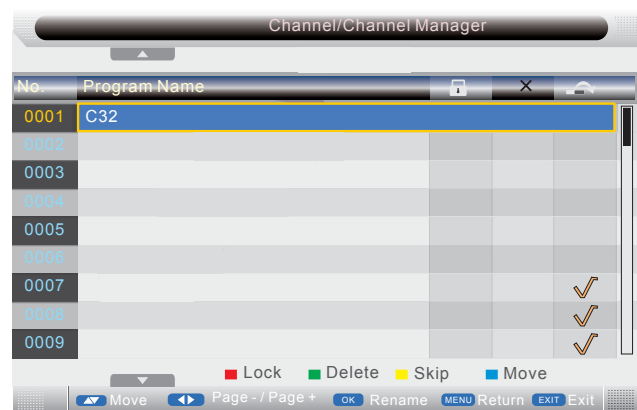 Channel/Channel Manager
No. Program Name
0001 C32
0002
0003
0004
0005
0006
0007
0008
0009
Lock Delete Skip Move
Move Page - / Page + OK Rename MENU Return EXIT Exit